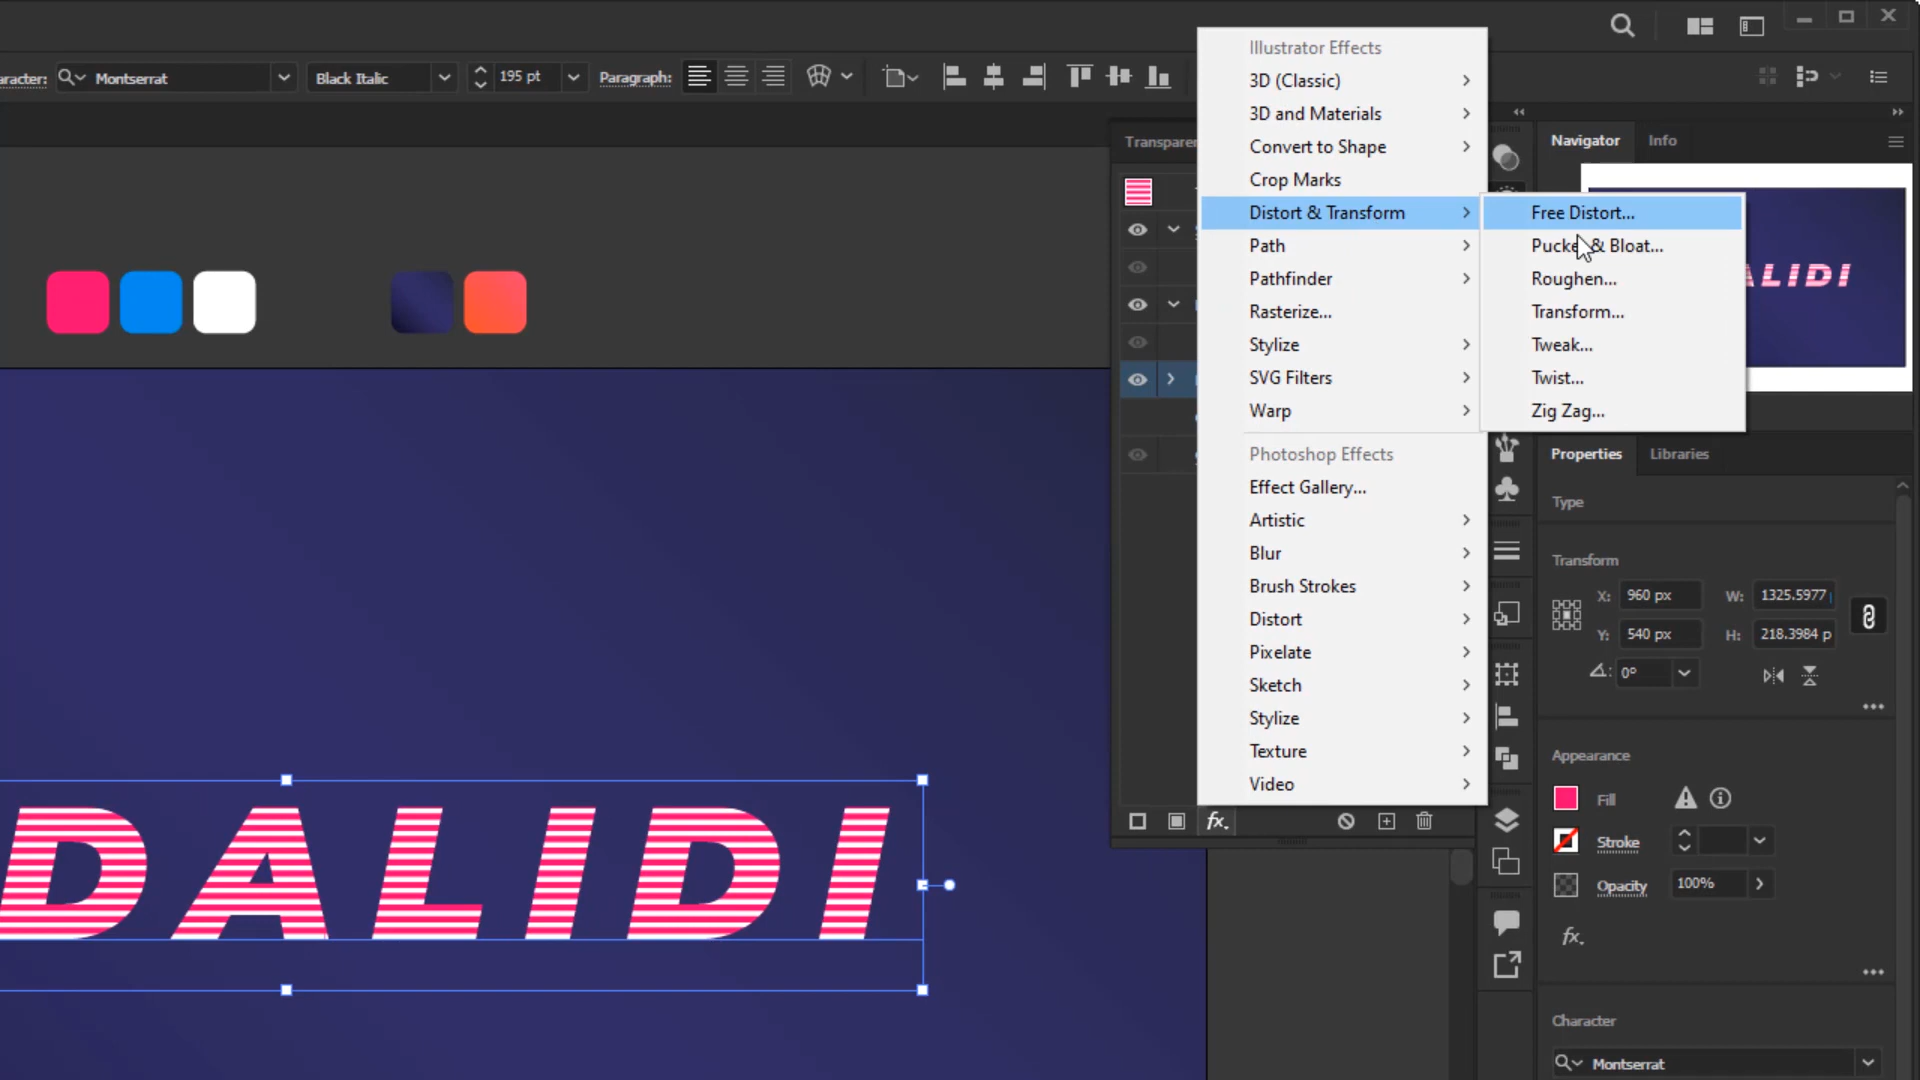 aracter:
Montserrat
Black Italic
195 pt
Paragraph:
Illustrator Effects
3D (Classic)
3D and Materials
Convert to Shape
Crop Marks
Distort & Transform
Path
Pathfinder
Rasterize...
Stylize
SVG Filters
Warp
Photoshop Effects
Effect Gallery...
Artistic
Blur
Brush Strokes
Distort
Pixelate
Sketch
Stylize
Texture
Video
Free Distort...
Pucker & Bloat...
Roughen...
Transform...
Tweak...
Twist...
Zig Zag...
Transparen
fx.
Navigator
Info
ALIDI
Properties
Libraries
Type
Transform
X:
960 px
W:
1325.5977
Y:
540 px
H:
218.3984 p
0°
Appearance
Fill
Stroke
Opacity
100%
fx.
Character
Montserrat
DALIDI